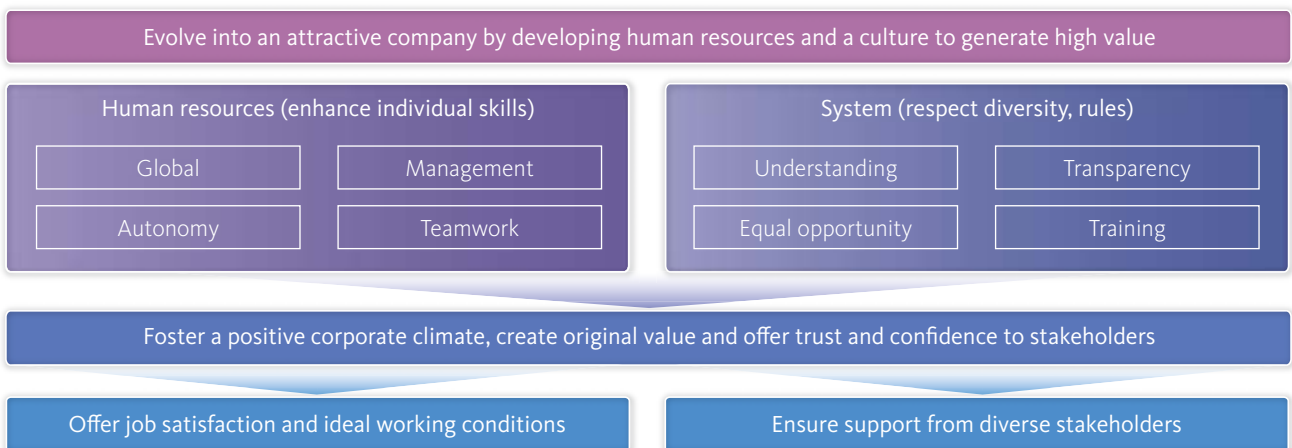 Evolve into an attractive company by developing human resources and a culture to generate high value
Human resources (enhance individual skills)
Global
Management
Autonomy
Teamwork
System (respect diversity, rules)
Understanding
Transparency
Equal opportunity
Training
Foster a positive corporate climate, create original value and offer trust and confidence to stakeholders
Offer job satisfaction and ideal working conditions
Ensure support from diverse stakeholders